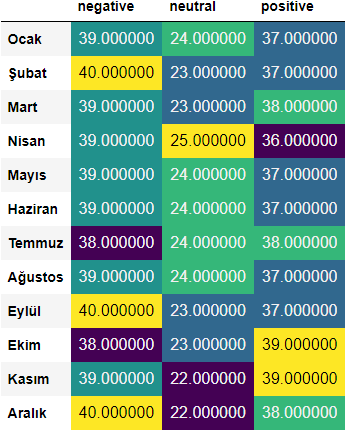 negative neutral positive
Ocak 39.000000 24.000000 37.000000
Şubat 40.000000 23.000000 37.000000
Mart 39.000000 23.000000 38.000000
Nisan 39.000000 25.000000 36.000000
Mayıs 39.000000 24.000000 37.000000
Haziran 39.000000 24.000000 37.000000
Temmuz 38.000000 24.000000 38.000000
Ağustos 39.000000 24.000000 37.000000
Eylül 40.000000 23.000000 37.000000
Ekim 38.000000 23.000000 39.000000
Kasım 39.000000 22.000000 39.000000
Aralık 40.000000 22.000000 38.000000